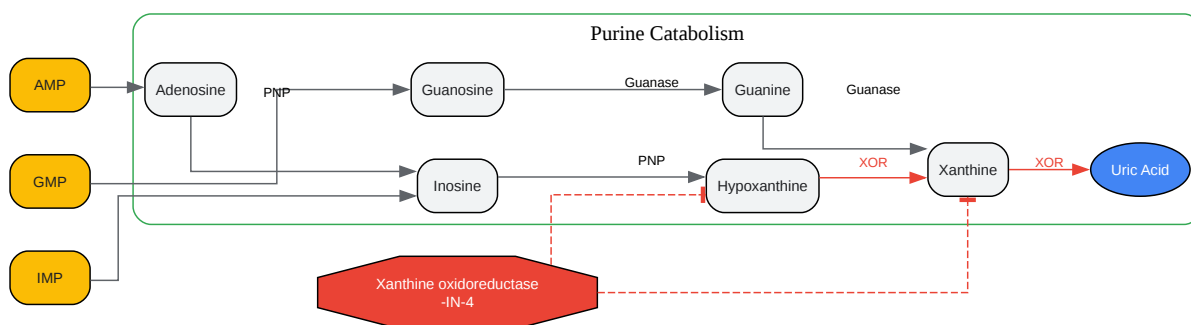 Purine Catabolism
AMP
Adenosine
PNP
Guanosine
Guanase
Guanine
Guanase
GMP
Inosine
PNP
Hypoxanthine
XOR
Xanthine
XOR
Uric Acid
IMP
Xanthine oxidoreductase
-IN-4